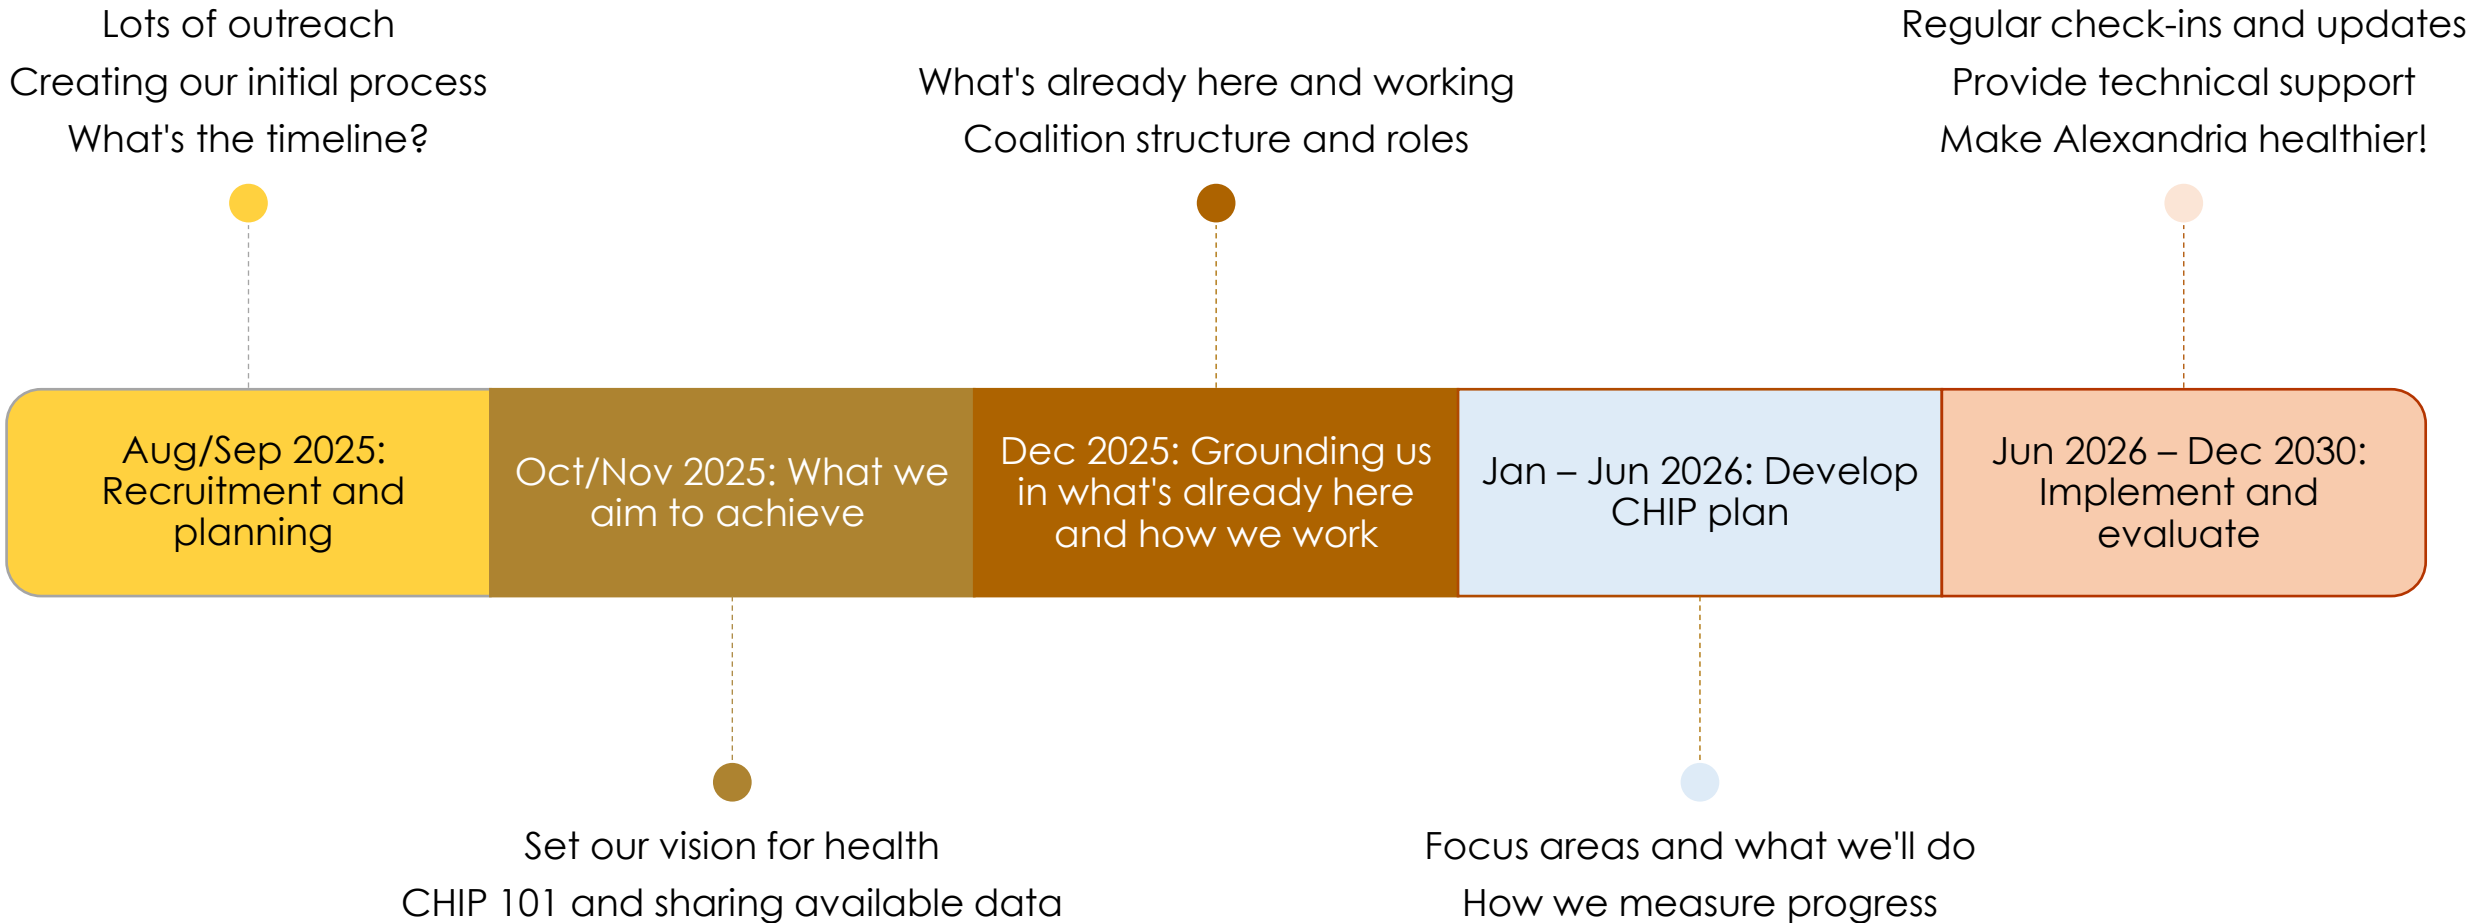 Lots of outreach
Creating our initial process
What's the timeline?
What's already here and working
Coalition structure and roles
Regular check-ins and updates
Provide technical support
Make Alexandria healthier!
Aug/Sep 2025:
Recruitment and
planning
Oct/Nov 2025: What we
aim to achieve
Dec 2025: Grounding us
in what's already here
and how we work
Jan – Jun 2026: Develop
CHIP plan
Jun 2026 – Dec 2030:
Implement and
evaluate
Set our vision for health
CHIP 101 and sharing available data
Focus areas and what we'll do
How we measure progress